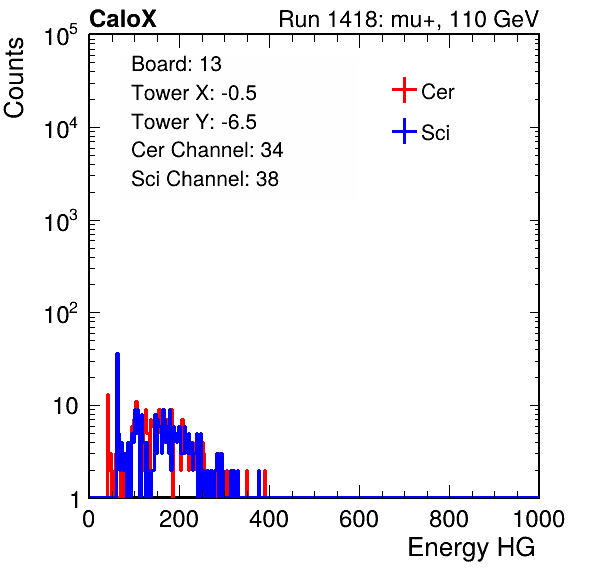 CaloX Run 1418: mu+, 110 GeV
Counts
Board: 13
Tower X: -0.5
Tower Y: -6.5
Cer Channel: 34
Sci Channel: 38
Cer
Sci
10^5
10^4
10^3
10^2
10
1
0 200 400 600 800 1000
Energy HG